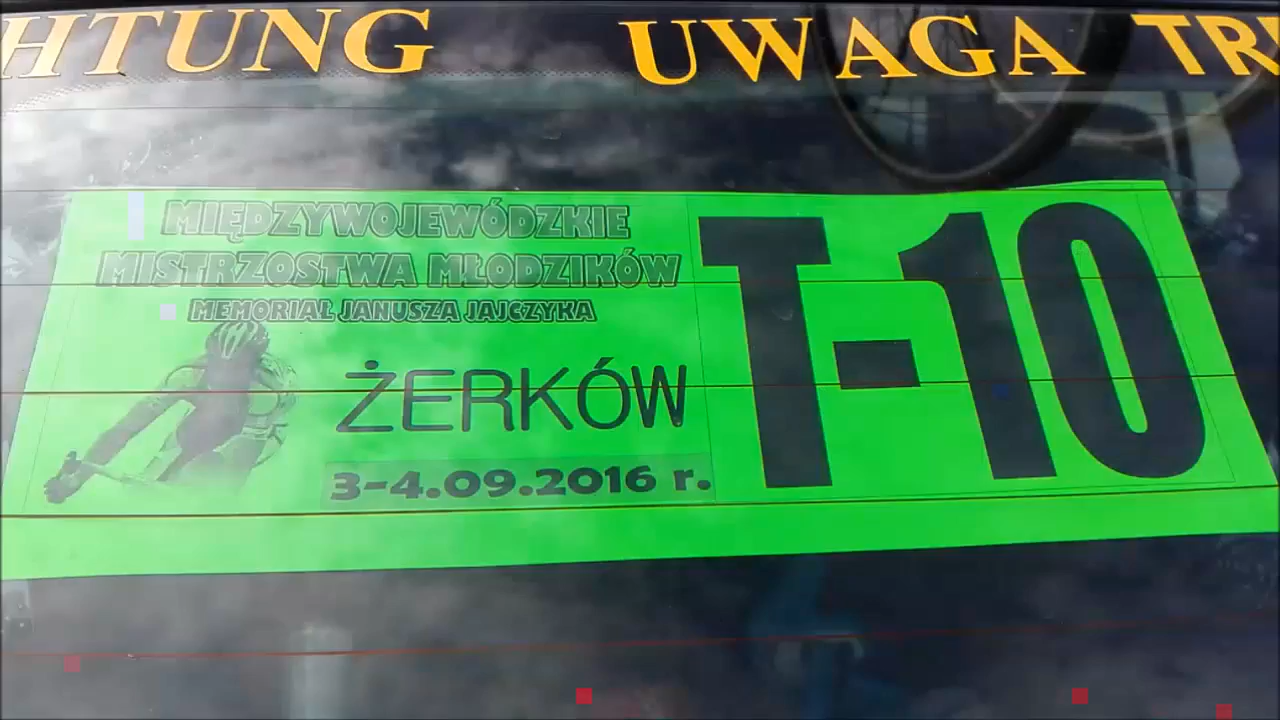 HTUNG UWAGA TR
MIĘDZYWOJEWÓDZKIE
MISTRZOSTWA MŁODZIKÓW
MEMORIAŁ JANUSZA JAJCZYKA
ŻERKÓW
3-4.09.2016 r.
T-10